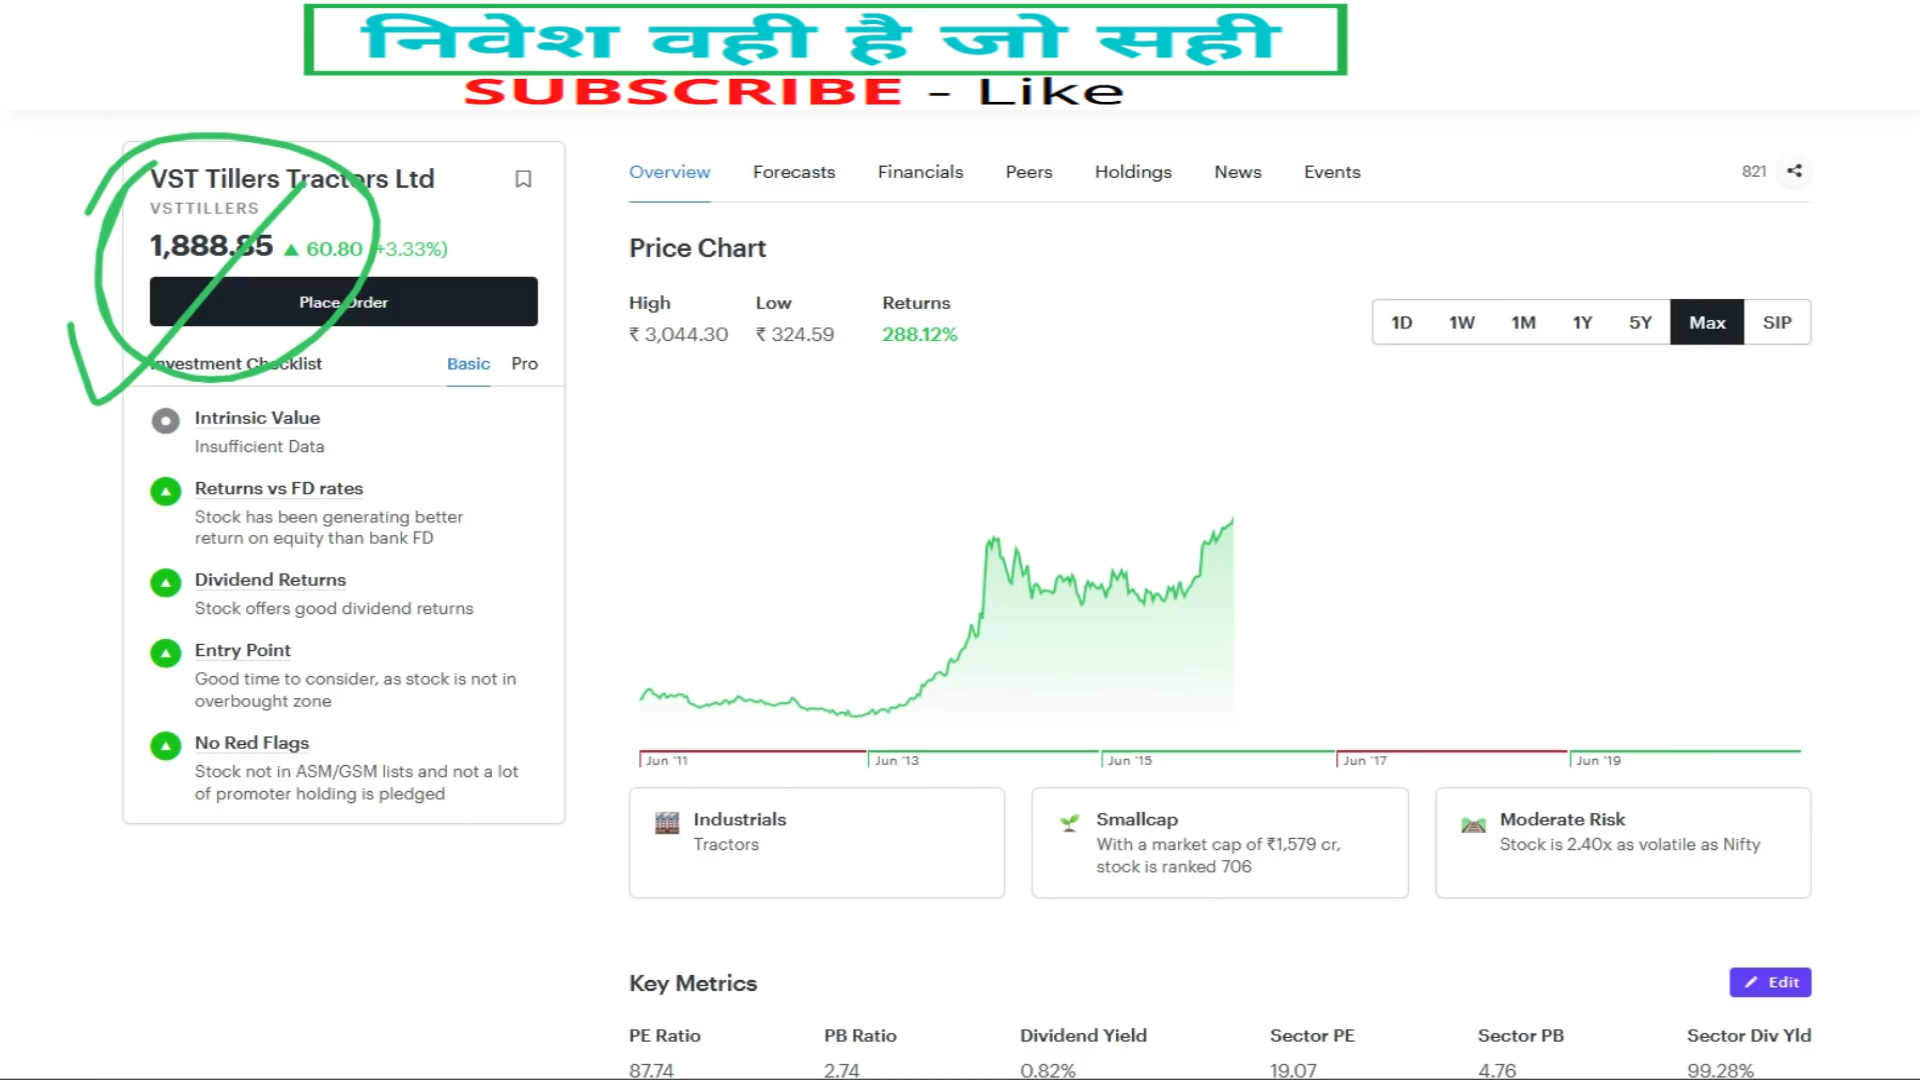 निवेश वही है जो सही
SUBSCRIBE - Like
VST Tillers Tractors Ltd
VSTTILLERS
1,888.85 ▲ 60.80 (+3.33%)
Place Order
Investment Checklist Basic Pro
Intrinsic Value
Insufficient Data
Returns vs FD rates
Stock has been generating better
return on equity than bank FD
Dividend Returns
Stock offers good dividend returns
Entry Point
Good time to consider, as stock is not in
overbought zone
No Red Flags
Stock not in ASM/GSM lists and not a lot
of promoter holding is pledged
Overview Forecasts Financials Peers Holdings News Events 821
Price Chart
High Low Returns
₹ 3,044.30 ₹ 324.59 288.12%
1D 1W 1M 1Y 5Y Max SIP
Jun '11 Jun '13 Jun '15 Jun '17 Jun '19
Industrials
Tractors
Smallcap
With a market cap of ₹1,579 cr,
stock is ranked 706
Moderate Risk
Stock is 2.40x as volatile as Nifty
Key Metrics Edit
PE Ratio PB Ratio Dividend Yield Sector PE Sector PB Sector Div Yld
87.74 2.74 0.82% 19.07 4.76 99.28%